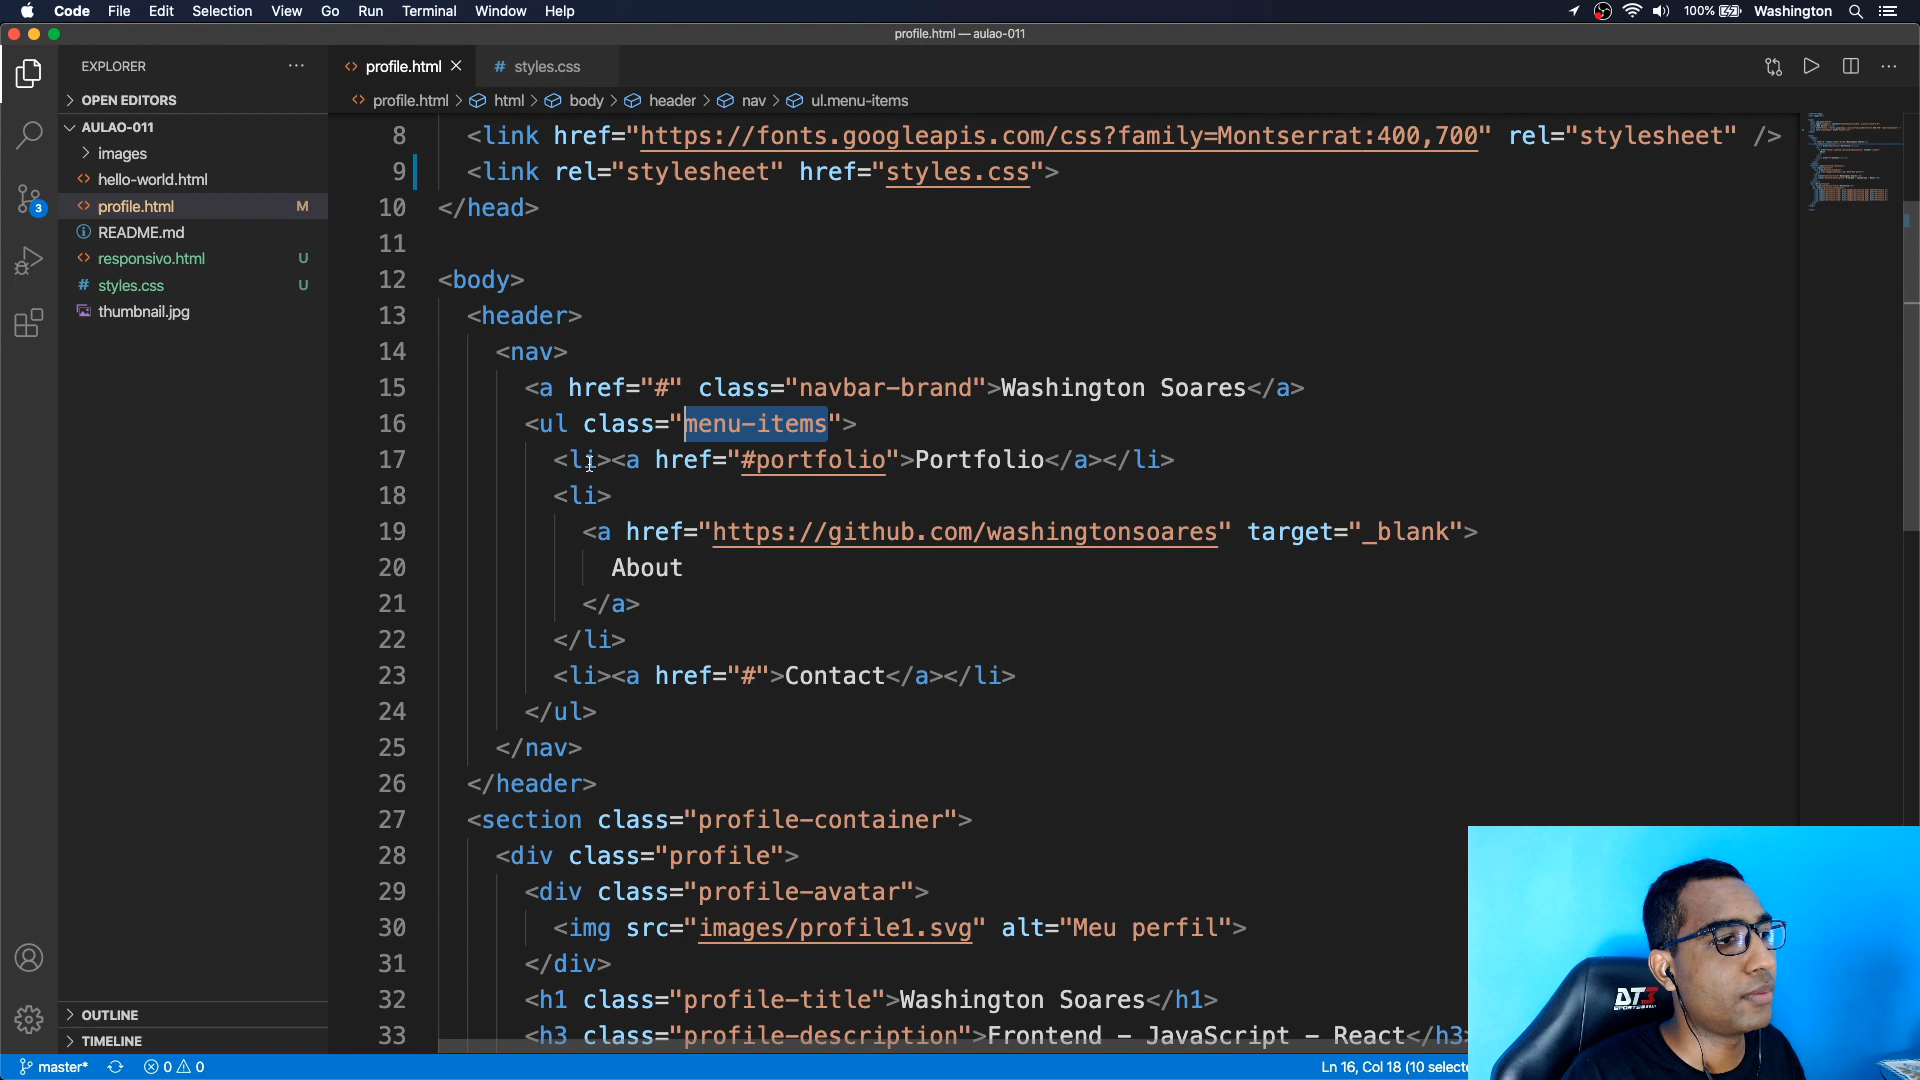 Code File Edit Selection View Go Run Terminal Window Help 100% Washington
profile.html — aulao-011
EXPLORER ···
profile.html
styles.css
OPEN EDITORS
profile.html > html > body > header > nav > ul.menu-items
AULAO-011
images
hello-world.html
profile.html M
README.md
responsivo.html U
styles.css U
thumbnail.jpg
3
8 <link href="https://fonts.googleapis.com/css?family=Montserrat:400,700" rel="stylesheet" />
9 <link rel="stylesheet" href="styles.css">
10 </head>
11
12 <body>
13 <header>
14 <nav>
15 <a href="#" class="navbar-brand">Washington Soares</a>
16 <ul class="menu-items">
17 <li><a href="#portfolio">Portfolio</a></li>
18 <li>
19 <a href="https://github.com/washingtonsoares" target="_blank">
20 About
21 </a>
22 </li>
23 <li><a href="#">Contact</a></li>
24 </ul>
25 </nav>
26 </header>
27 <section class="profile-container">
28 <div class="profile">
29 <div class="profile-avatar">
30 <img src="images/profile1.svg" alt="Meu perfil">
31 </div>
32 <h1 class="profile-title">Washington Soares</h1>
33 <h3 class="profile-description">Frontend – JavaScript – React</h3>
OUTLINE
TIMELINE
master* 0 0
Ln 16, Col 18 (10 selecte
DT3
SPORTS